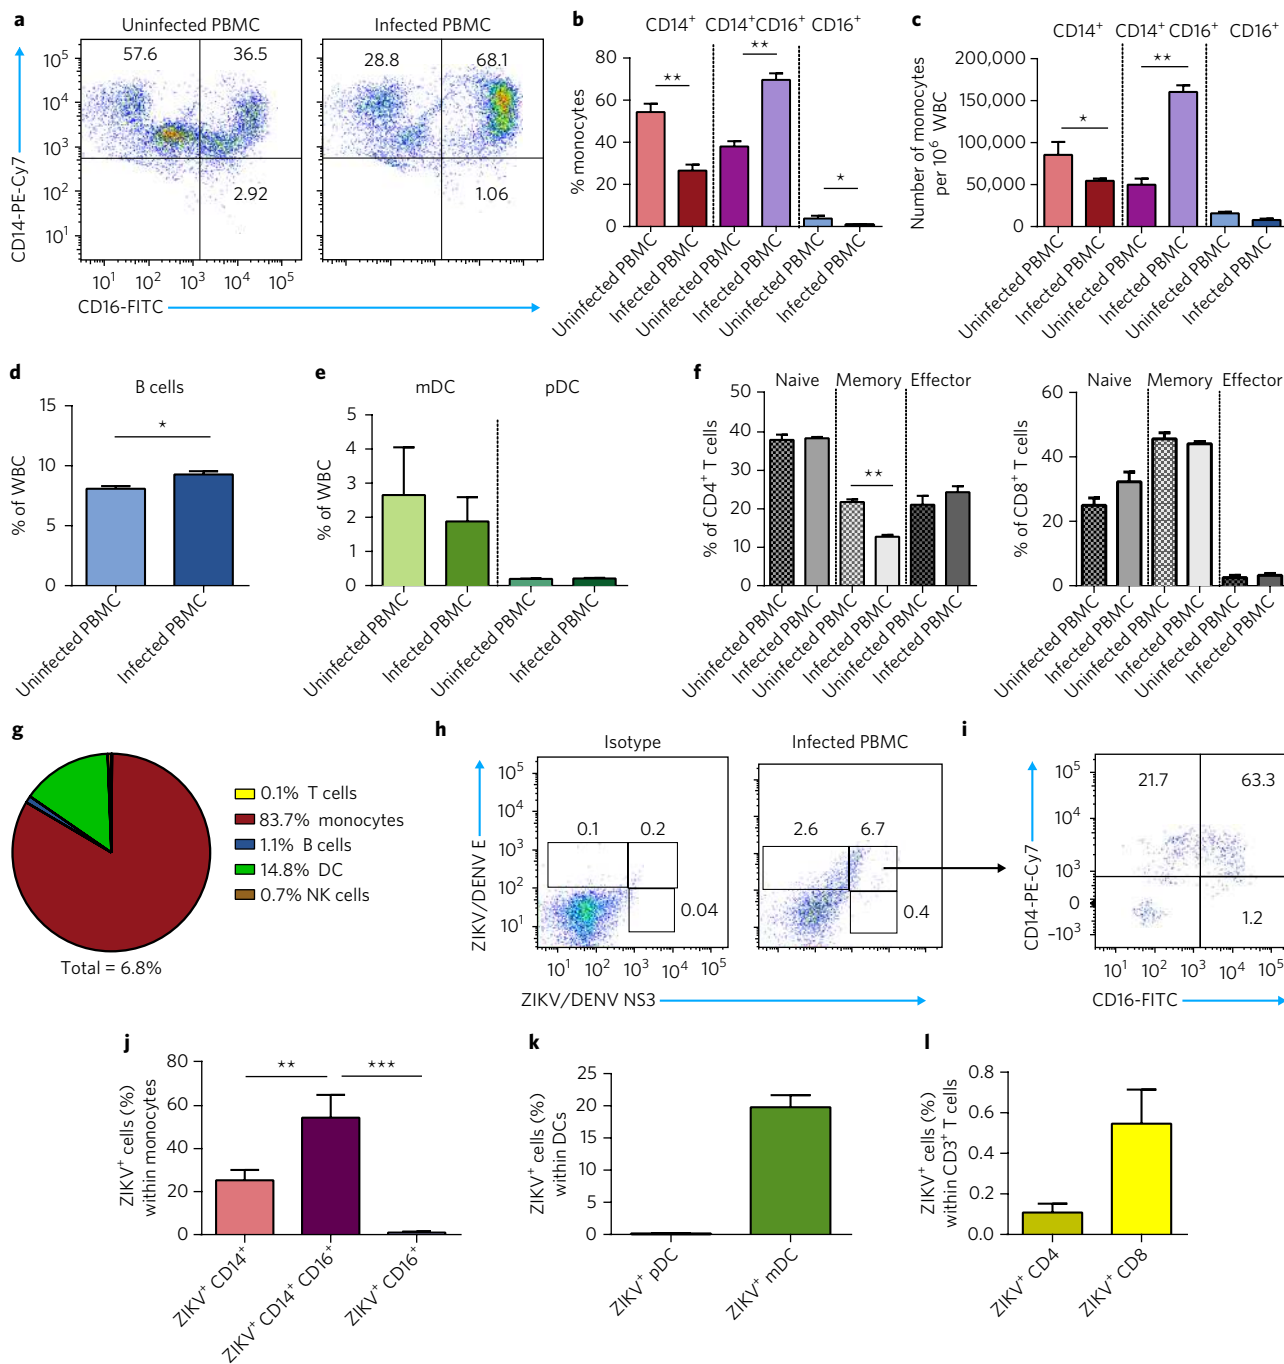 a
Uninfected PBMC
Infected PBMC
CD14-PE-Cy7
10⁵
10⁴
10³
10²
10¹
57.6
36.5
2.92
28.8
68.1
1.06
10¹ 10² 10³ 10⁴ 10⁵
CD16-FITC
b
CD14⁺ CD14⁺CD16⁺ CD16⁺
% monocytes
80
60
40
20
0
**
**
*
Uninfected PBMC
Infected PBMC
Uninfected PBMC
Infected PBMC
Uninfected PBMC
Infected PBMC
c
CD14⁺ CD14⁺ CD16⁺ CD16⁺
Number of monocytes
per 10⁶ WBC
200,000
150,000
100,000
50,000
0
*
**
Uninfected PBMC
Infected PBMC
Uninfected PBMC
Infected PBMC
Uninfected PBMC
Infected PBMC
d
B cells
% of WBC
15
10
5
0
*
Uninfected PBMC
Infected PBMC
e
mDC pDC
% of WBC
5
4
3
2
1
0
Uninfected PBMC
Infected PBMC
Uninfected PBMC
Infected PBMC
f
Naive Memory Effector
% of CD4⁺ T cells
50
40
30
20
10
0
**
Uninfected PBMC
Infected PBMC
Uninfected PBMC
Infected PBMC
Uninfected PBMC
Infected PBMC
Naive Memory Effector
% of CD8⁺ T cells
60
40
20
0
Uninfected PBMC
Infected PBMC
Uninfected PBMC
Infected PBMC
Uninfected PBMC
Infected PBMC
g
0.1% T cells
83.7% monocytes
1.1% B cells
14.8% DC
0.7% NK cells
Total = 6.8%
h
Isotype
Infected PBMC
ZIKV/DENV E
10⁵
10⁴
10³
10²
10¹
0.1
0.2
0.04
2.6
6.7
0.4
10¹ 10² 10³ 10⁴ 10⁵
10¹ 10² 10³ 10⁴ 10⁵
ZIKV/DENV NS3
i
CD14-PE-Cy7
10⁵
10⁴
10³
0
−10³
21.7
63.3
1.2
10¹ 10² 10³ 10⁴ 10⁵
CD16-FITC
j
ZIKV⁺ cells (%)
within monocytes
80
60
40
20
0
**
***
ZIKV⁺ CD14⁺
ZIKV⁺ CD14⁺ CD16⁺
ZIKV⁺ CD16⁺
k
ZIKV⁺ cells (%)
within DCs
25
20
15
10
5
0
ZIKV⁺ pDC
ZIKV⁺ mDC
l
ZIKV⁺ cells (%)
within CD3⁺ T cells
0.8
0.6
0.4
0.2
0.0
ZIKV⁺ CD4
ZIKV⁺ CD8